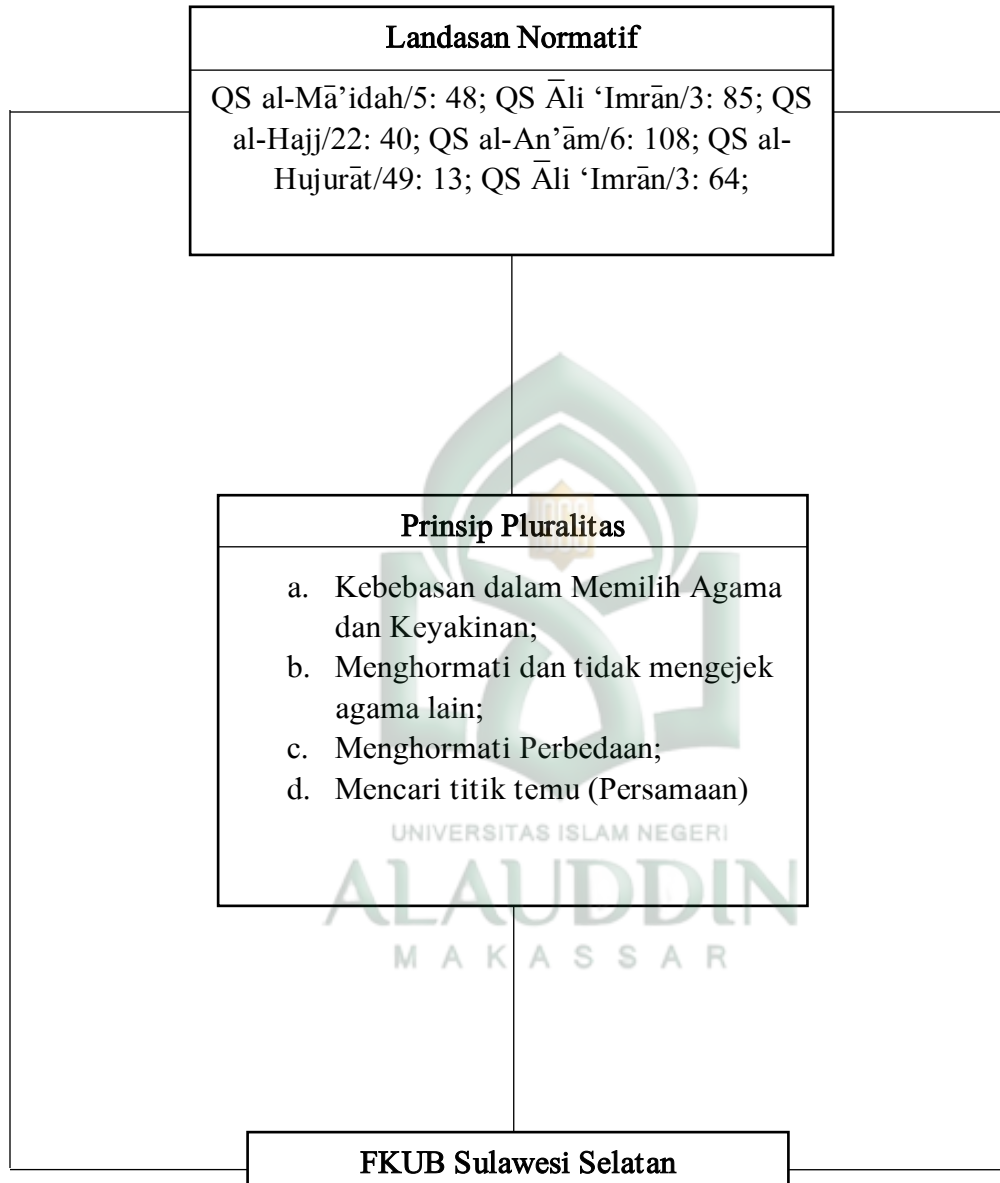 Landasan Normatif
QS al-Mā’idah/5: 48; QS Āli ‘Imrān/3: 85; QS
al-Hajj/22: 40; QS al-An’ām/6: 108; QS al-
Hujurāt/49: 13; QS Āli ‘Imrān/3: 64;
Prinsip Pluralitas
a. Kebebasan dalam Memilih Agama
dan Keyakinan;
b. Menghormati dan tidak mengejek
agama lain;
c. Menghormati Perbedaan;
d. Mencari titik temu (Persamaan)
UNIVERSITAS ISLAM NEGERI
ALAUDDIN
MAKASSAR
FKUB Sulawesi Selatan